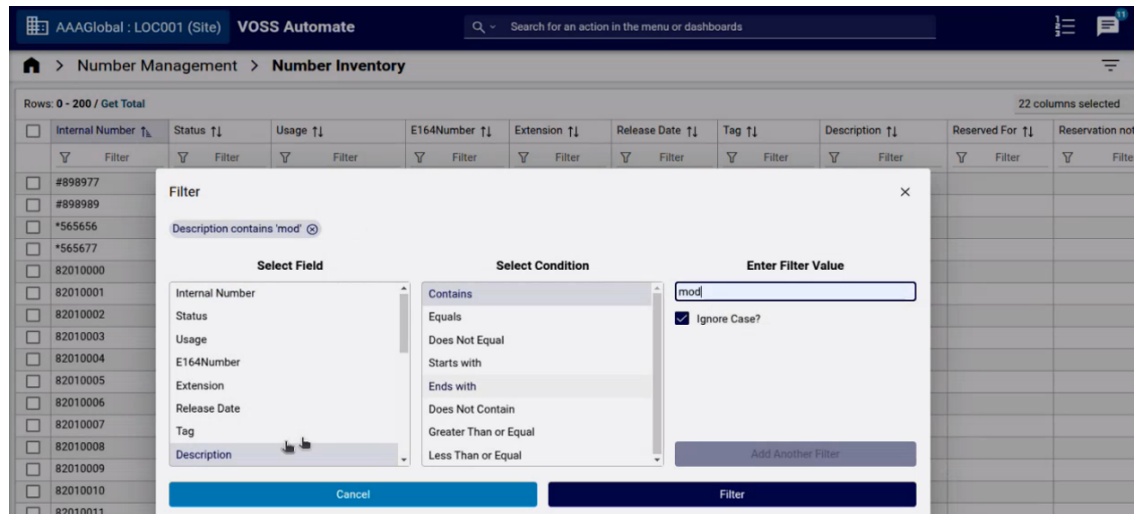 AAAGlobal : LOC001 (Site) VOSS Automate Search for an action in the menu or dashboards 11
> Number Management > Number Inventory
Rows: 0 - 200 / Get Total 22 columns selected
Internal Number Status Usage E164Number Extension Release Date Tag Description Reserved For Reservation not
Filter Filter Filter Filter Filter Filter Filter Filter Filter Filte
#898977
#898989
*565656
*565677
82010000
82010001
82010002
82010003
82010004
82010005
82010006
82010007
82010008
82010009
82010010
82010011
Filter
Description contains 'mod'
Select Field
Internal Number
Status
Usage
E164Number
Extension
Release Date
Tag
Description
Select Condition
Contains
Equals
Does Not Equal
Starts with
Ends with
Does Not Contain
Greater Than or Equal
Less Than or Equal
Enter Filter Value
mod
Ignore Case?
Add Another Filter
Cancel Filter